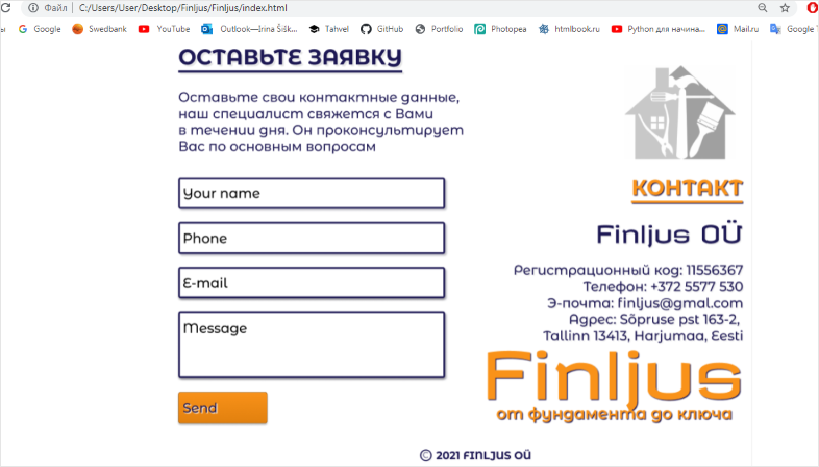 Файл | C:/Users/User/Desktop/Finljus/Finljus/index.html
Google
Swedbank
YouTube
Outlook—Irina Šišk...
Tahvel
GitHub
Portfolio
Photopea
htmlbook.ru
Python для начина...
Mail.ru
Google T
ОСТАВЬТЕ ЗАЯВКУ
Оставьте свои контактные данные,
наш специалист свяжется с Вами
в течении дня. Он проконсультирует
Вас по основным вопросам
Your name
Phone
E-mail
Message
Send
КОНТАКТ
Finljus OÜ
Регистрационный код: 11556367
Телефон: +372 5577 530
Э-почта: finljus@gmal.com
Адрес: Sõpruse pst 163-2,
Tallinn 13413, Harjumaa, Eesti
Finljus
от фундамента до ключа
© 2021 FINLJUS OÜ